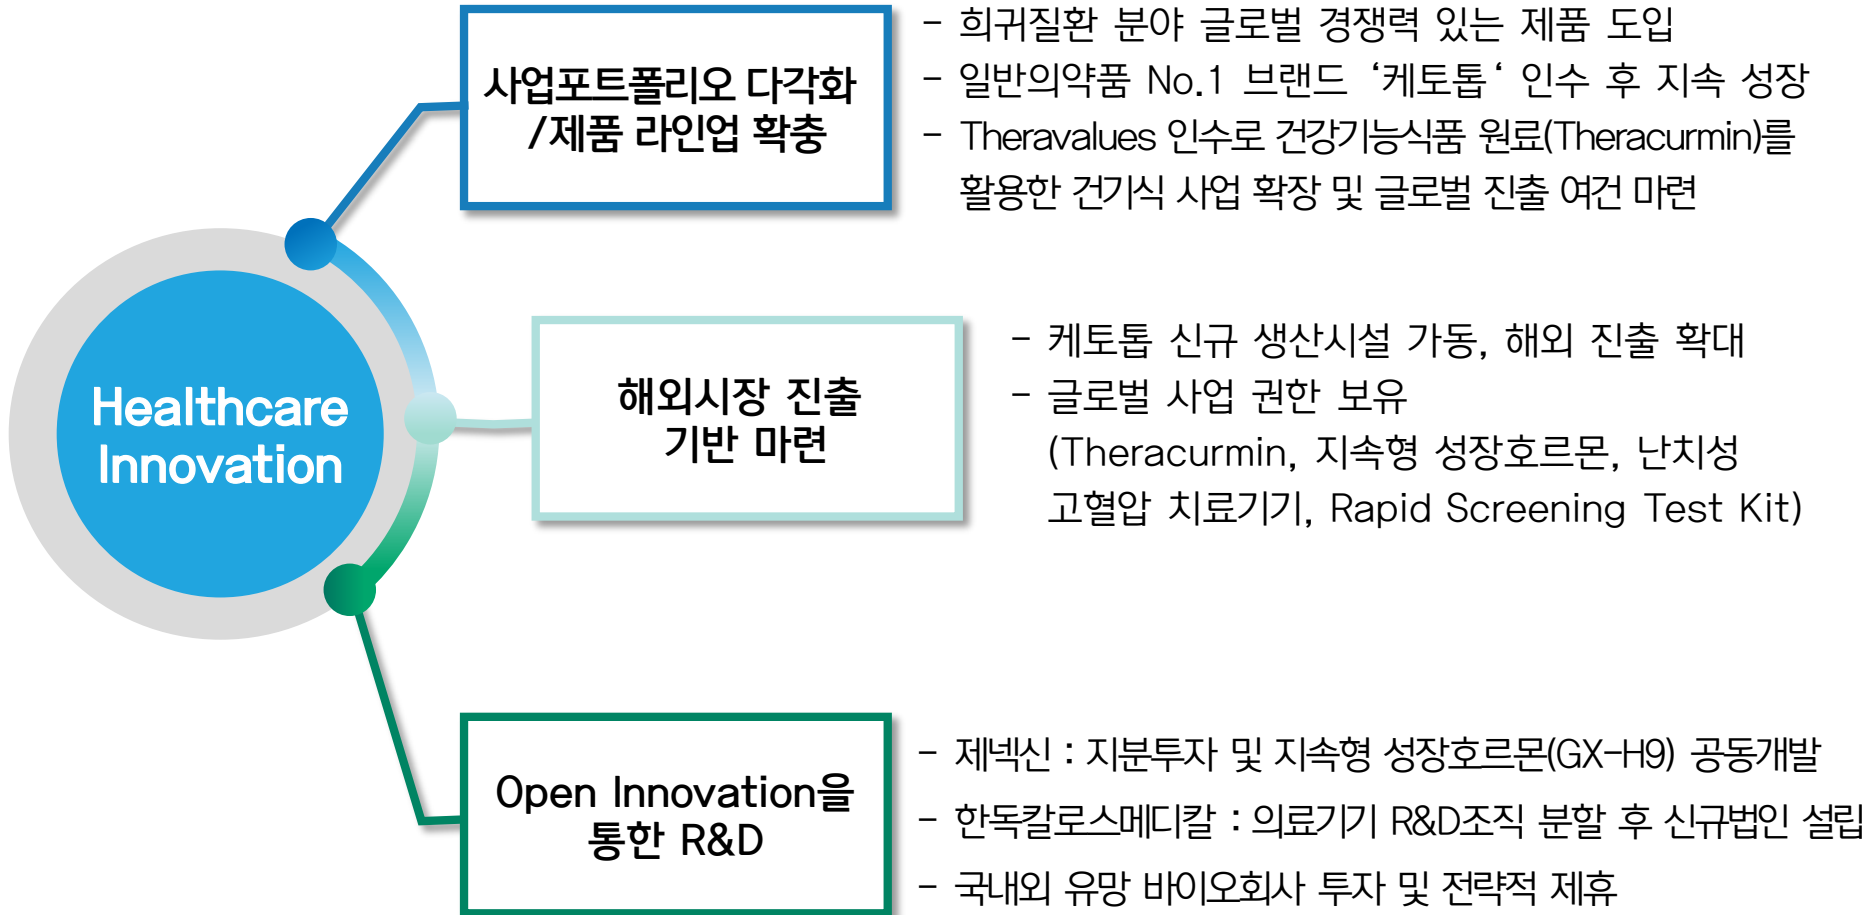 Healthcare
Innovation
사업포트폴리오 다각화
/제품 라인업 확충
- 희귀질환 분야 글로벌 경쟁력 있는 제품 도입
- 일반의약품 No.1 브랜드 ‘케토톱‘ 인수 후 지속 성장
- Theravalues 인수로 건강기능식품 원료(Theracurmin)를
활용한 건기식 사업 확장 및 글로벌 진출 여건 마련
해외시장 진출
기반 마련
- 케토톱 신규 생산시설 가동, 해외 진출 확대
- 글로벌 사업 권한 보유
(Theracurmin, 지속형 성장호르몬, 난치성
고혈압 치료기기, Rapid Screening Test Kit)
Open Innovation을
통한 R&D
- 제넥신 : 지분투자 및 지속형 성장호르몬(GX-H9) 공동개발
- 한독칼로스메디칼 : 의료기기 R&D조직 분할 후 신규법인 설립
- 국내외 유망 바이오회사 투자 및 전략적 제휴